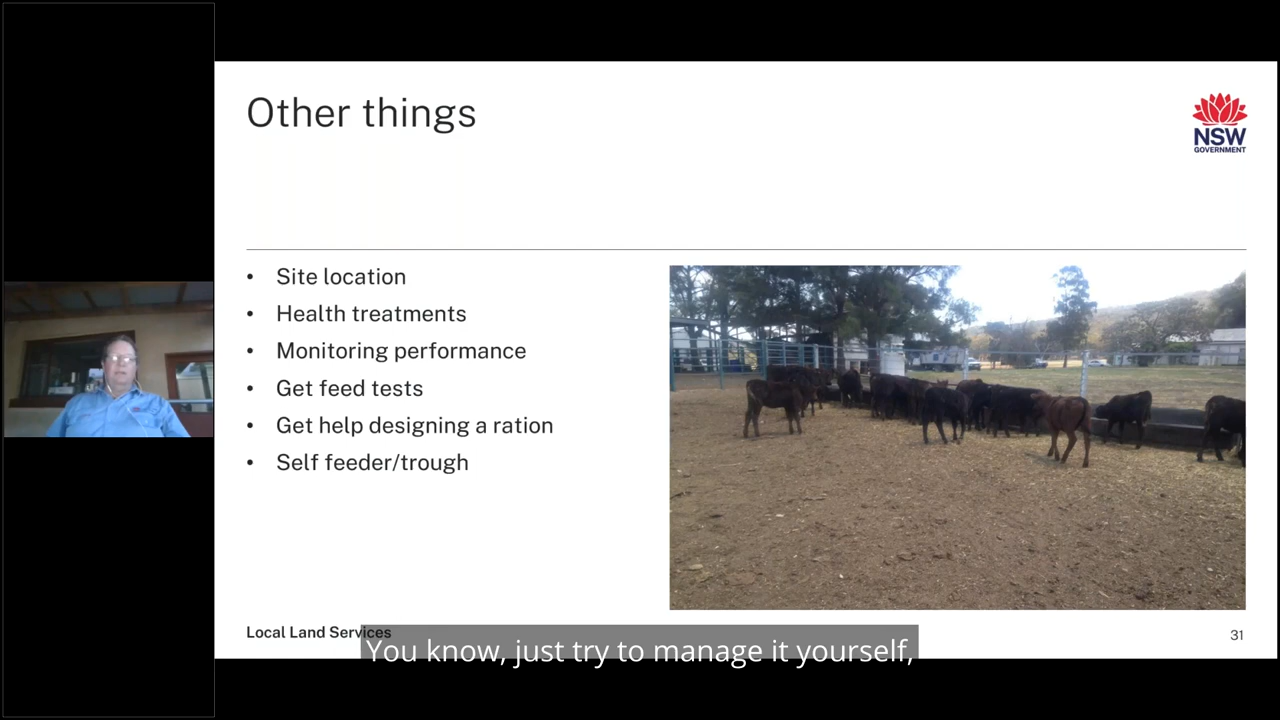 Other things
NSW
GOVERNMENT
• Site location
• Health treatments
• Monitoring performance
• Get feed tests
• Get help designing a ration
• Self feeder/trough
Local Land Services
31
You know, just try to manage it yourself,